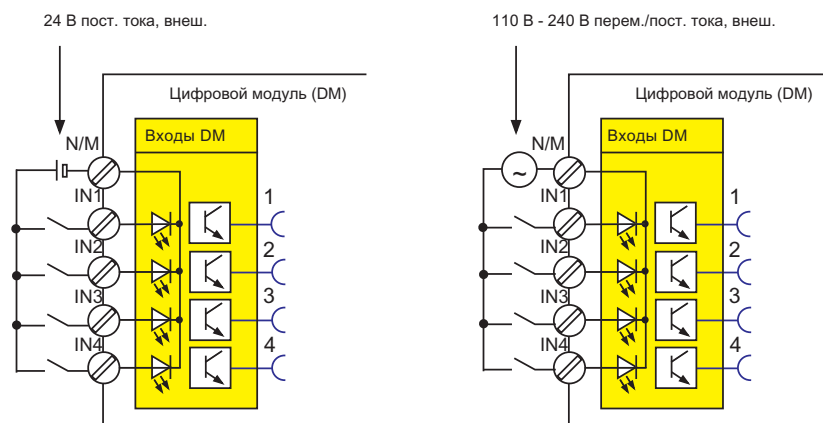 24 В пост. тока, внеш.
Цифровой модуль (DM)
Входы DM
N/M
IN1
IN2
IN3
IN4
1
2
3
4
110 В - 240 В перем./пост. тока, внеш.
Цифровой модуль (DM)
Входы DM
N/M
~
IN1
IN2
IN3
IN4
1
2
3
4